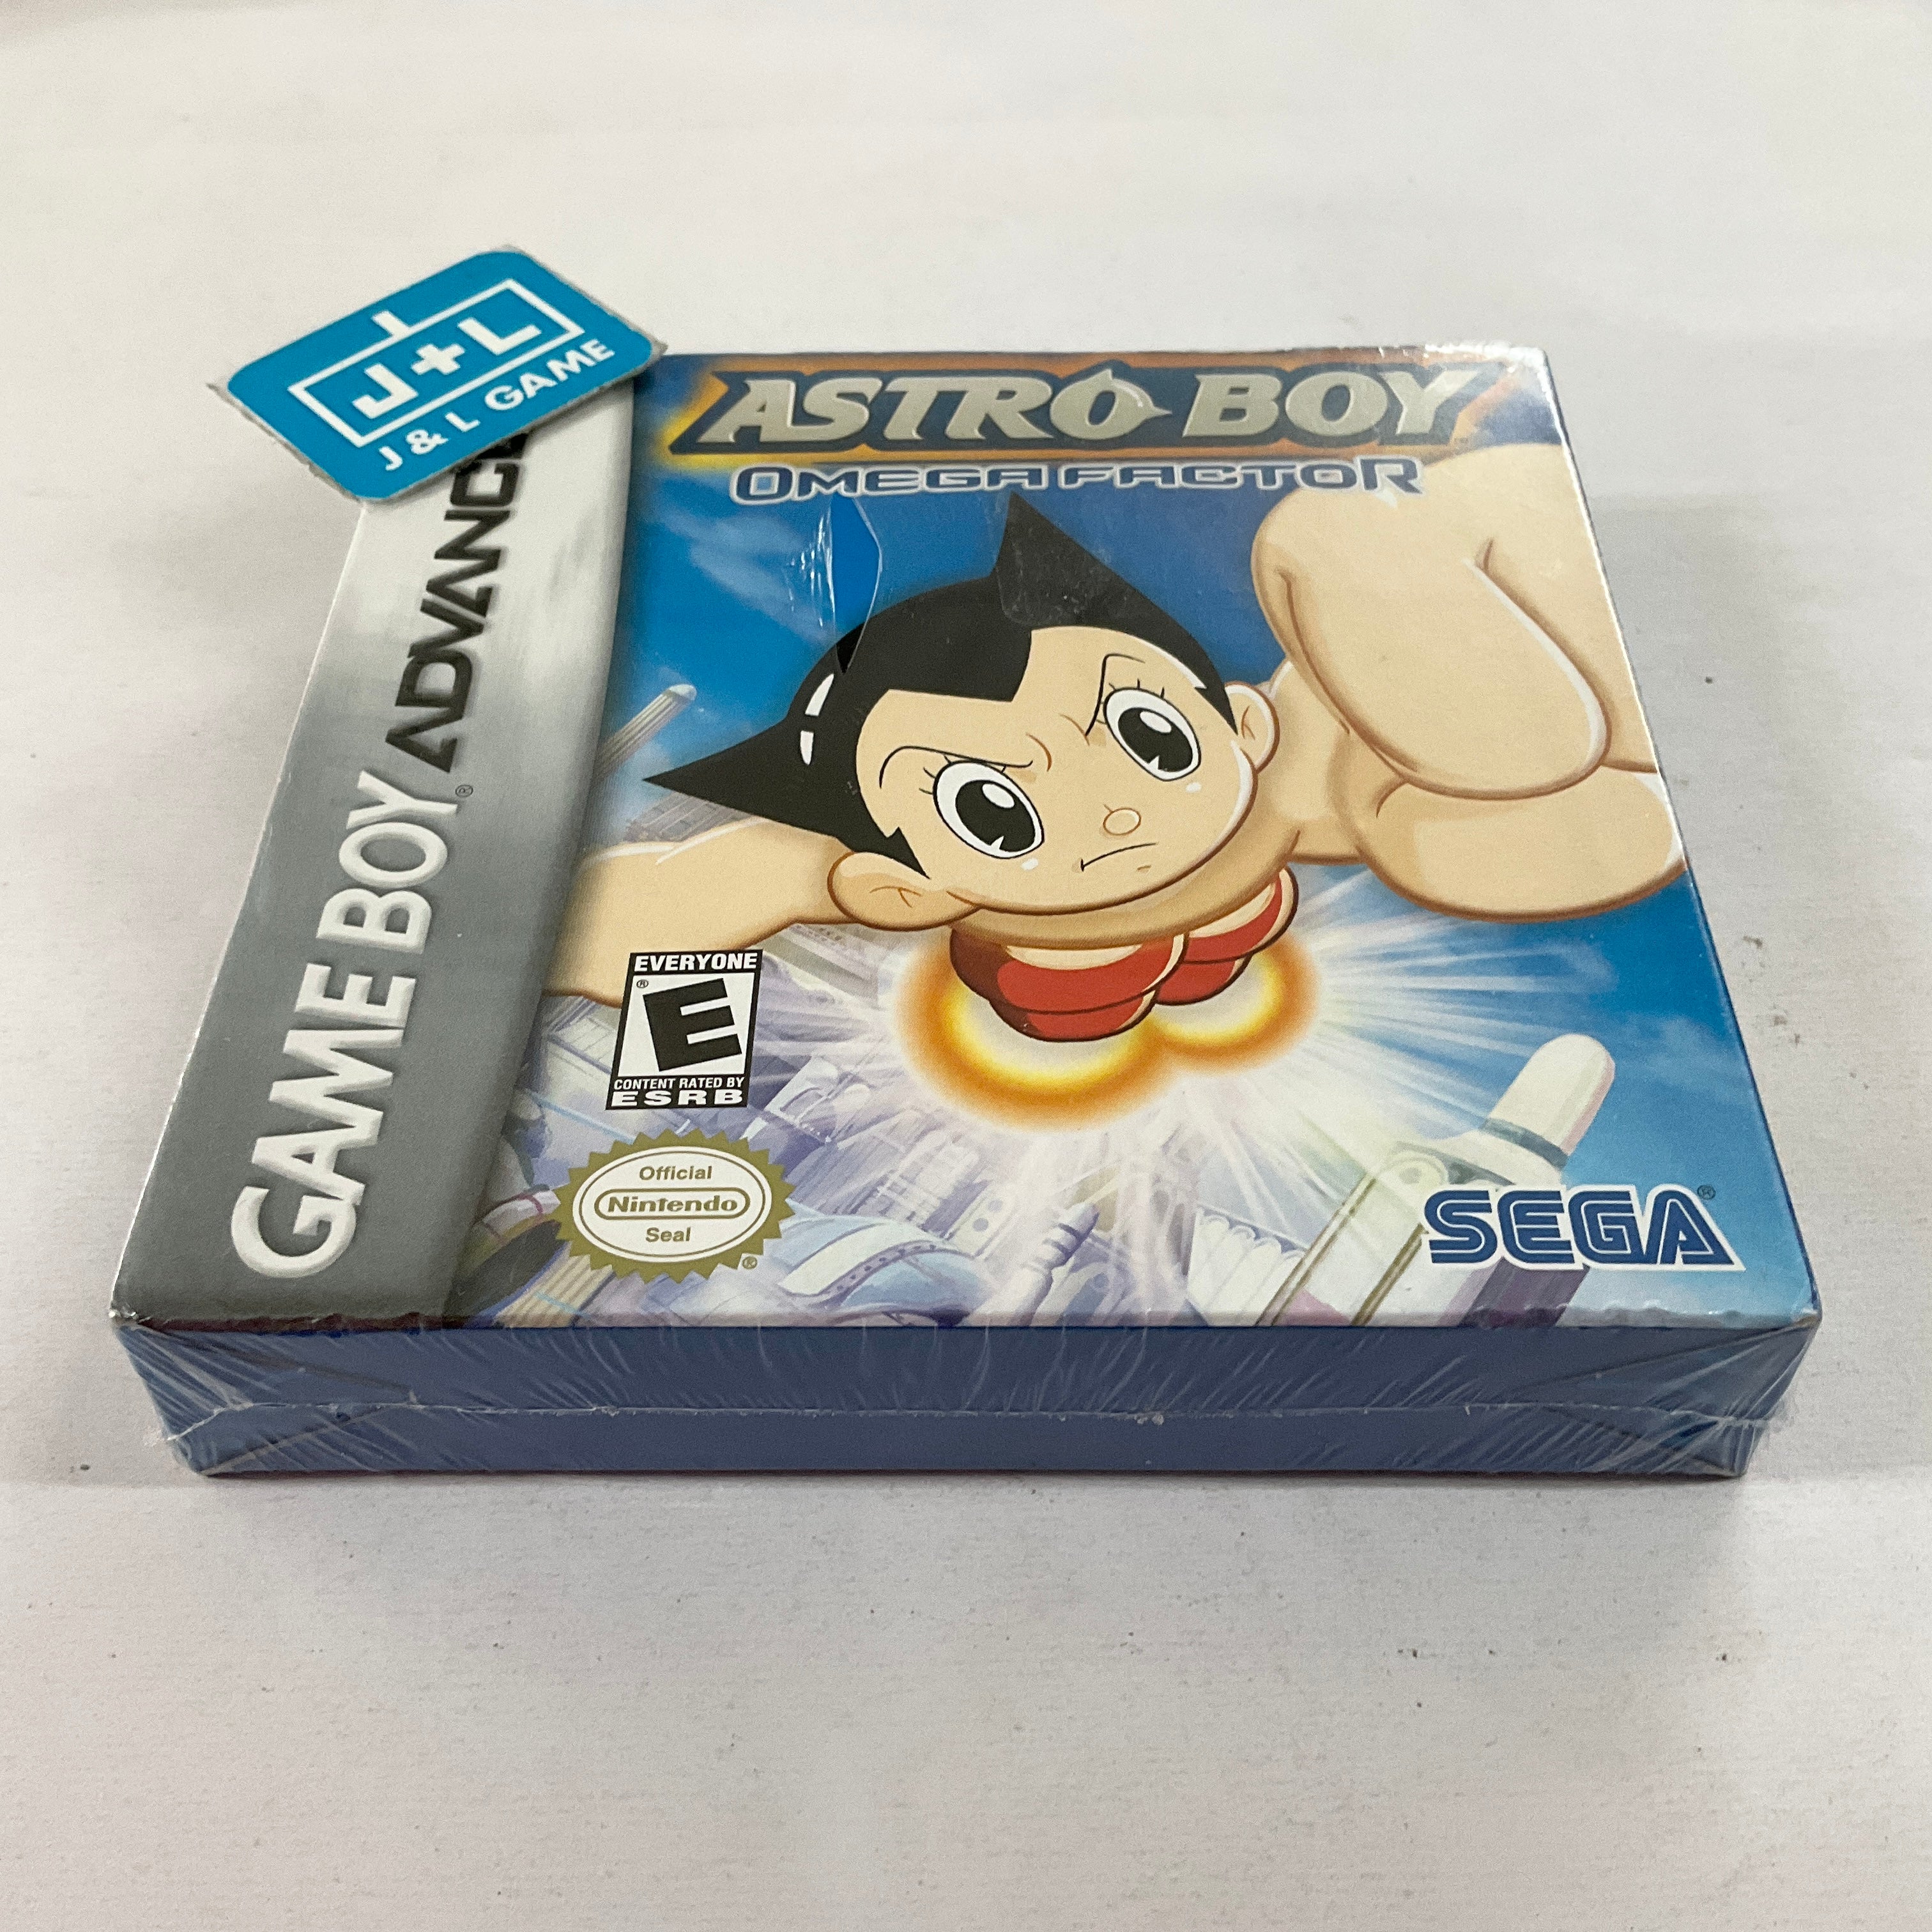 J+L
J & L GAME
GAME BOY ADVANCE
®
ASTRO BOY
OMEGA FACTOR
EVERYONE
E
®
CONTENT RATED BY
ESRB
Official
Nintendo
Seal
®
SEGA®